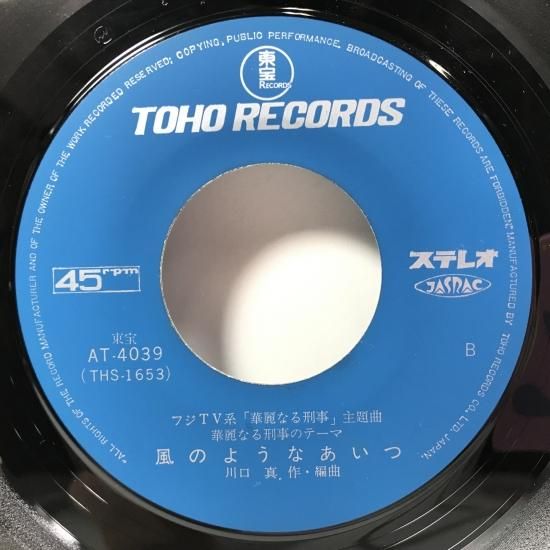 "ALL RIGHTS OF THE RECORD MANUFACTURER AND OF THE OWNER OF THE WORK RECORDED RESERVED; COPYING, PUBLIC PERFORMANCE, BROADCASTING OF THESE RECORDS ARE FORBIDDEN." MANUFACTURED BY TOHO RECORDS CO., LTD, JAPAN.
東宝
RECORDS
TOHO RECORDS
45rpm
ステレオ
JASRAC
東宝
AT-4039
(THS-1653)
B
フジTV系「華麗なる刑事」主題曲
華麗なる刑事のテーマ
風のようなあいつ
川口 真.作・編曲